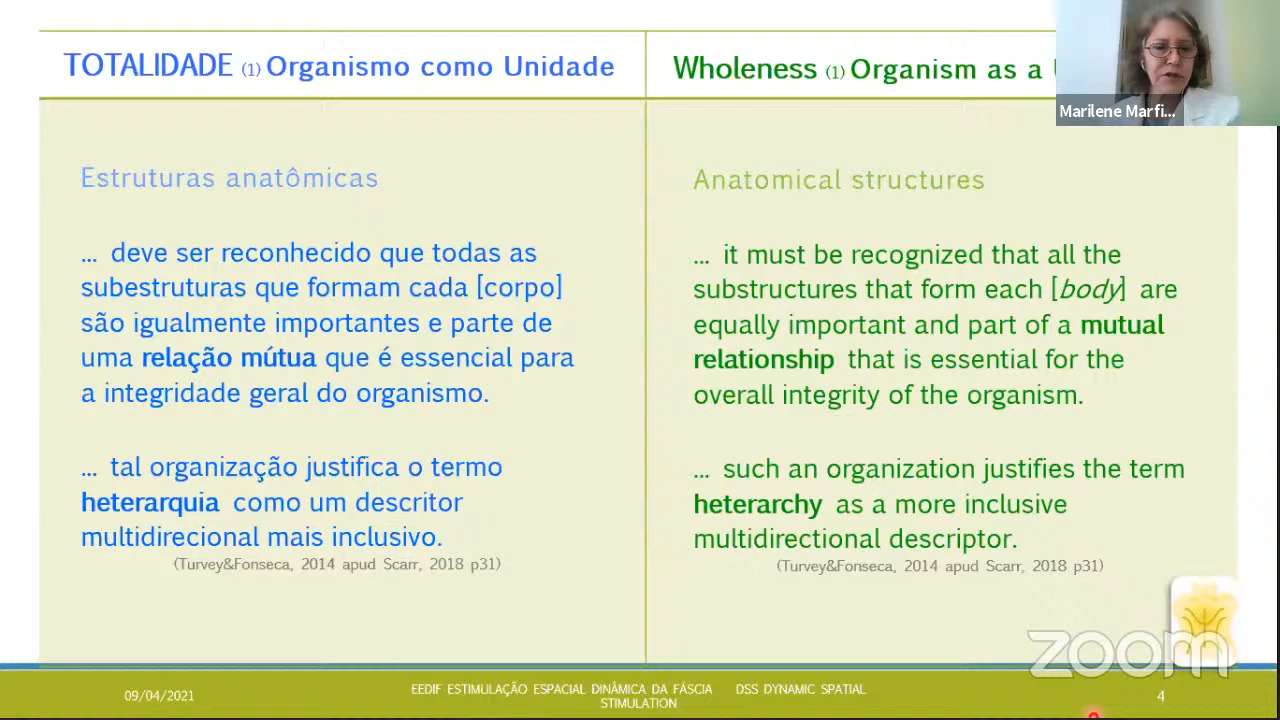 TOTALIDADE (1) Organismo como Unidade
Estruturas anatômicas
... deve ser reconhecido que todas as
subestruturas que formam cada [corpo]
são igualmente importantes e parte de
uma relação mútua que é essencial para
a integridade geral do organismo.
... tal organização justifica o termo
heterarquia como um descritor
multidirecional mais inclusivo.
(Turvey&Fonseca, 2014 apud Scarr, 2018 p31)
Wholeness (1) Organism as a
Marilene Marfi...
Anatomical structures
... it must be recognized that all the
substructures that form each [body] are
equally important and part of a mutual
relationship that is essential for the
overall integrity of the organism.
... such an organization justifies the term
heterarchy as a more inclusive
multidirectional descriptor.
(Turvey&Fonseca, 2014 apud Scarr, 2018 p31)
zoom
09/04/2021
EEDIF ESTIMULAÇÃO ESPACIAL DINÂMICA DA FÁSCIA DSS DYNAMIC SPATIAL
STIMULATION
4